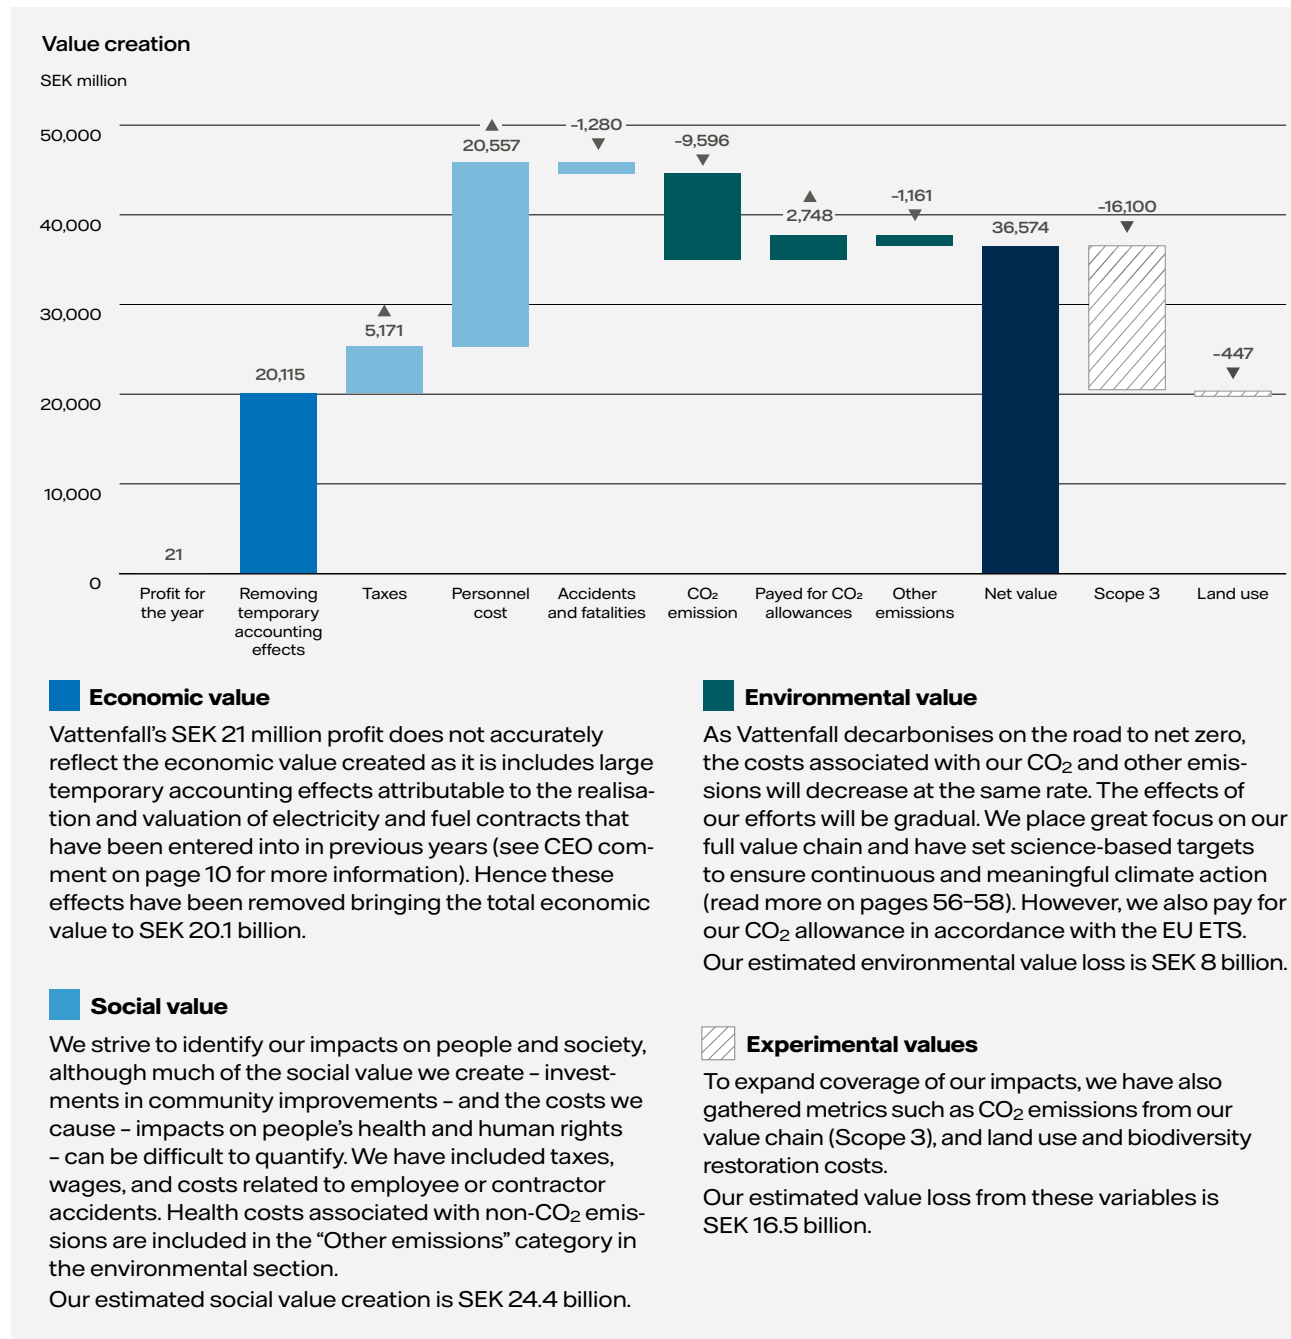 Value creation
SEK million
50,000
40,000
30,000
20,000
10,000
0
21
20,115
5,171
20,557
-1,280
-9,596
2,748
-1,161
36,574
-16,100
-447
Profit for
the year
Removing
temporary
accounting
effects
Taxes
Personnel
cost
Accidents
and fatalities
CO₂
emission
Payed for CO₂
allowances
Other
emissions
Net value
Scope 3
Land use
Economic value
Vattenfall’s SEK 21 million profit does not accurately
reflect the economic value created as it is includes large
temporary accounting effects attributable to the realisa-
tion and valuation of electricity and fuel contracts that
have been entered into in previous years (see CEO com-
ment on page 10 for more information). Hence these
effects have been removed bringing the total economic
value to SEK 20.1 billion.
Social value
We strive to identify our impacts on people and society,
although much of the social value we create – invest-
ments in community improvements – and the costs we
cause – impacts on people’s health and human rights
– can be difficult to quantify. We have included taxes,
wages, and costs related to employee or contractor
accidents. Health costs associated with non-CO₂ emis-
sions are included in the “Other emissions” category in
the environmental section.
Our estimated social value creation is SEK 24.4 billion.
Environmental value
As Vattenfall decarbonises on the road to net zero,
the costs associated with our CO₂ and other emis-
sions will decrease at the same rate. The effects of
our efforts will be gradual. We place great focus on our
full value chain and have set science-based targets
to ensure continuous and meaningful climate action
(read more on pages 56–58). However, we also pay for
our CO₂ allowance in accordance with the EU ETS.
Our estimated environmental value loss is SEK 8 billion.
Experimental values
To expand coverage of our impacts, we have also
gathered metrics such as CO₂ emissions from our
value chain (Scope 3), and land use and biodiversity
restoration costs.
Our estimated value loss from these variables is
SEK 16.5 billion.